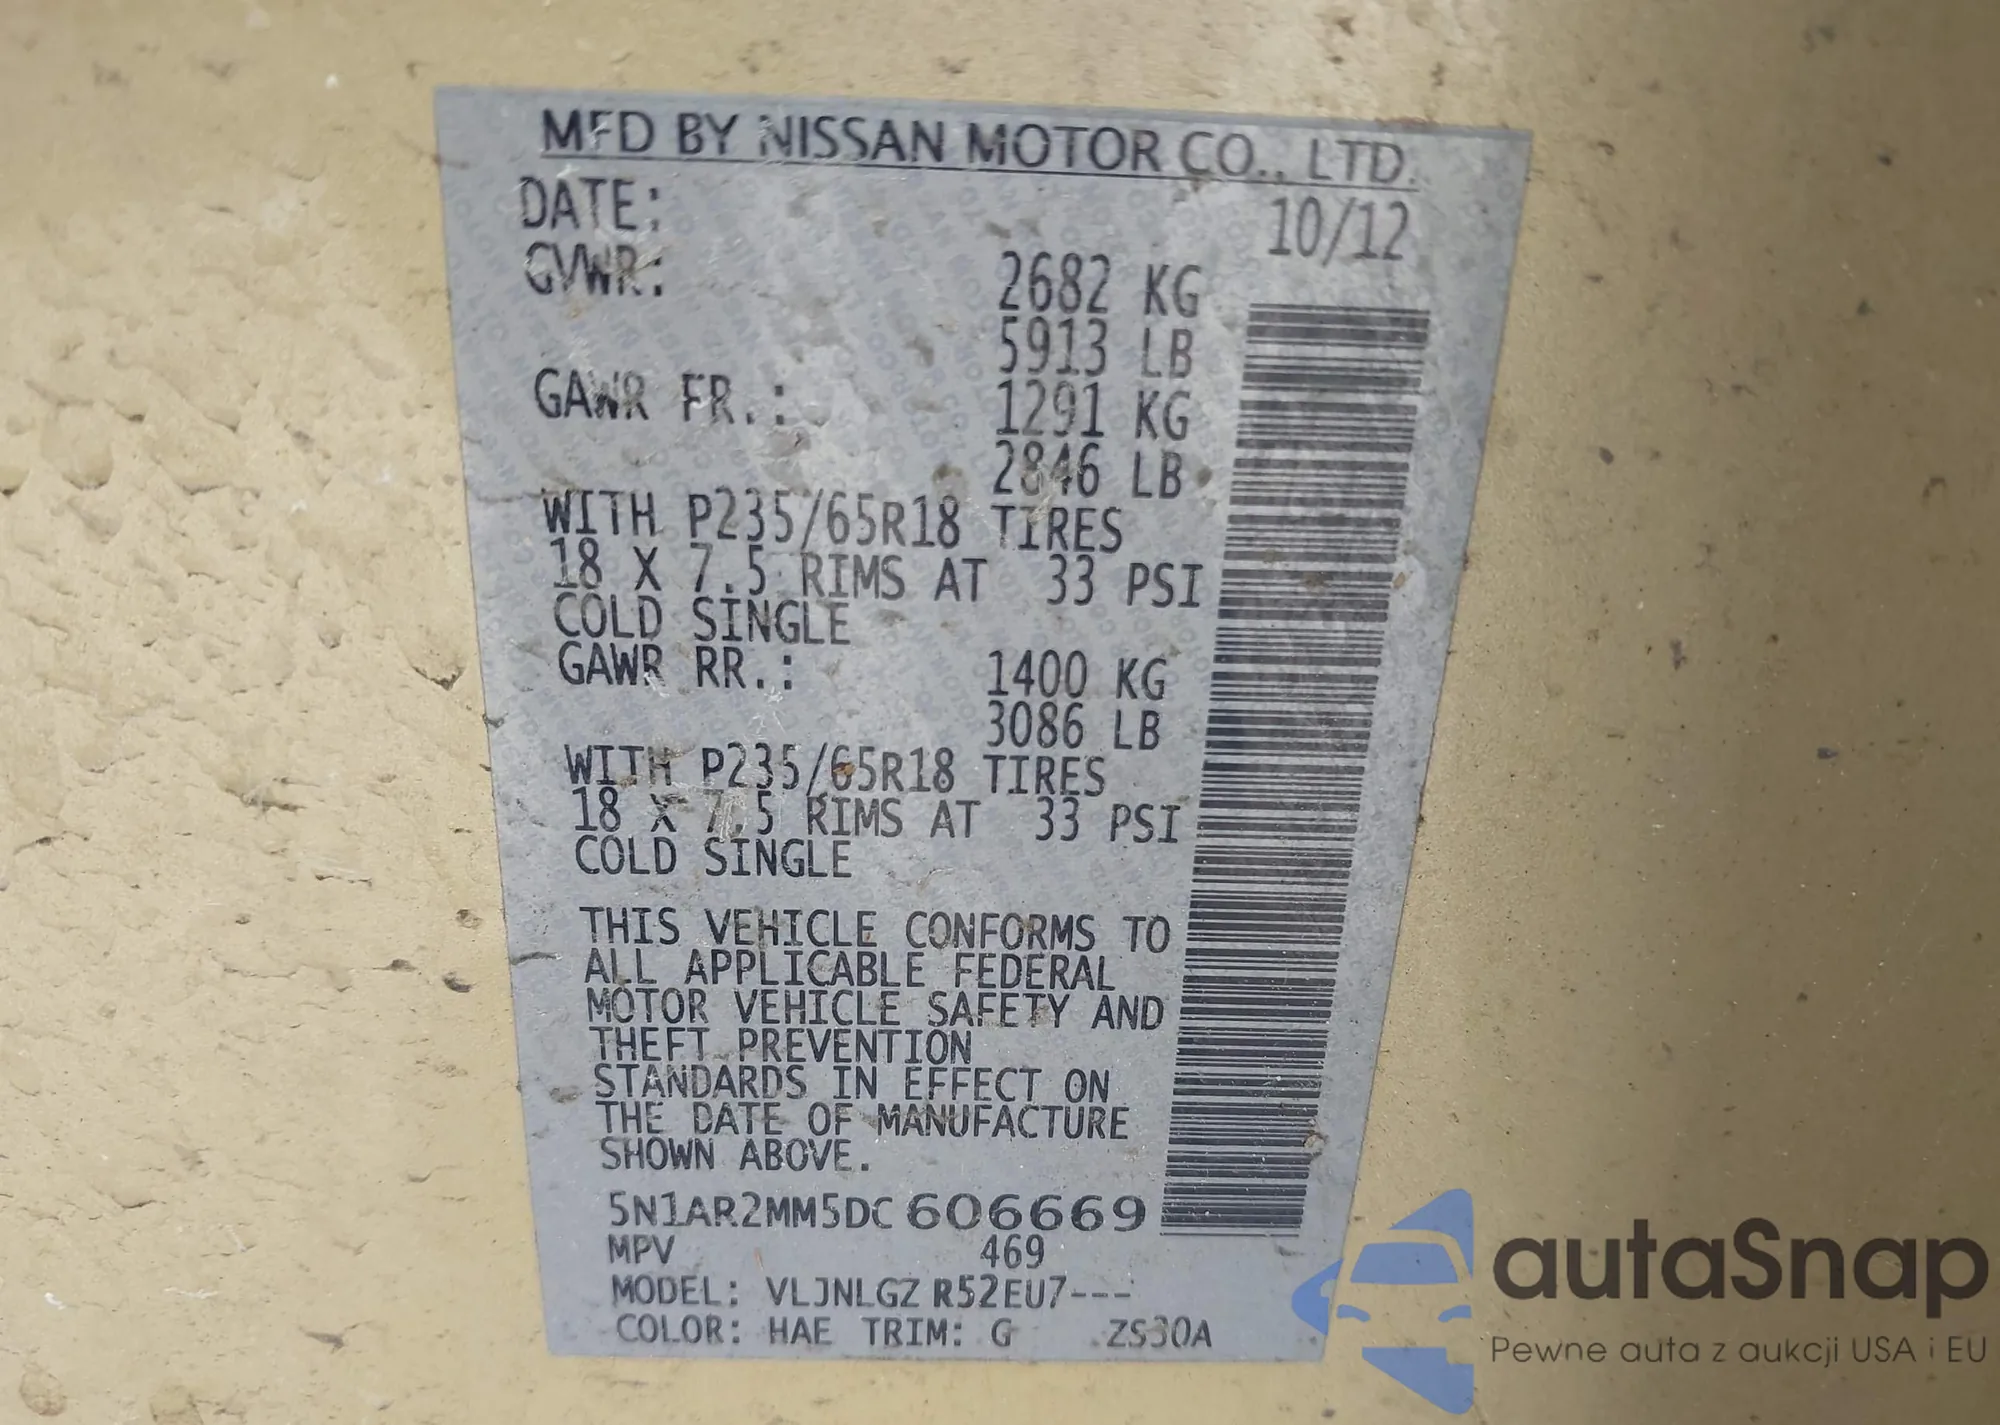 MFD BY NISSAN MOTOR CO., LTD.
DATE: 10/12
GVWR: 2682 KG
5913 LB
GAWR FR.: 1291 KG
2846 LB
WITH P235/65R18 TIRES
18 X 7.5 RIMS AT 33 PSI
COLD SINGLE
GAWR RR.: 1400 KG
3086 LB
WITH P235/65R18 TIRES
18 X 7.5 RIMS AT 33 PSI
COLD SINGLE
THIS VEHICLE CONFORMS TO
ALL APPLICABLE FEDERAL
MOTOR VEHICLE SAFETY AND
THEFT PREVENTION
STANDARDS IN EFFECT ON
THE DATE OF MANUFACTURE
SHOWN ABOVE.
5N1AR2MM5DC606669
MPV 469
MODEL: VLJNLGZ R52EU7---
COLOR: HAE TRIM: G ZS30A
autaSnap
Pewne auta z aukcji USA i EU